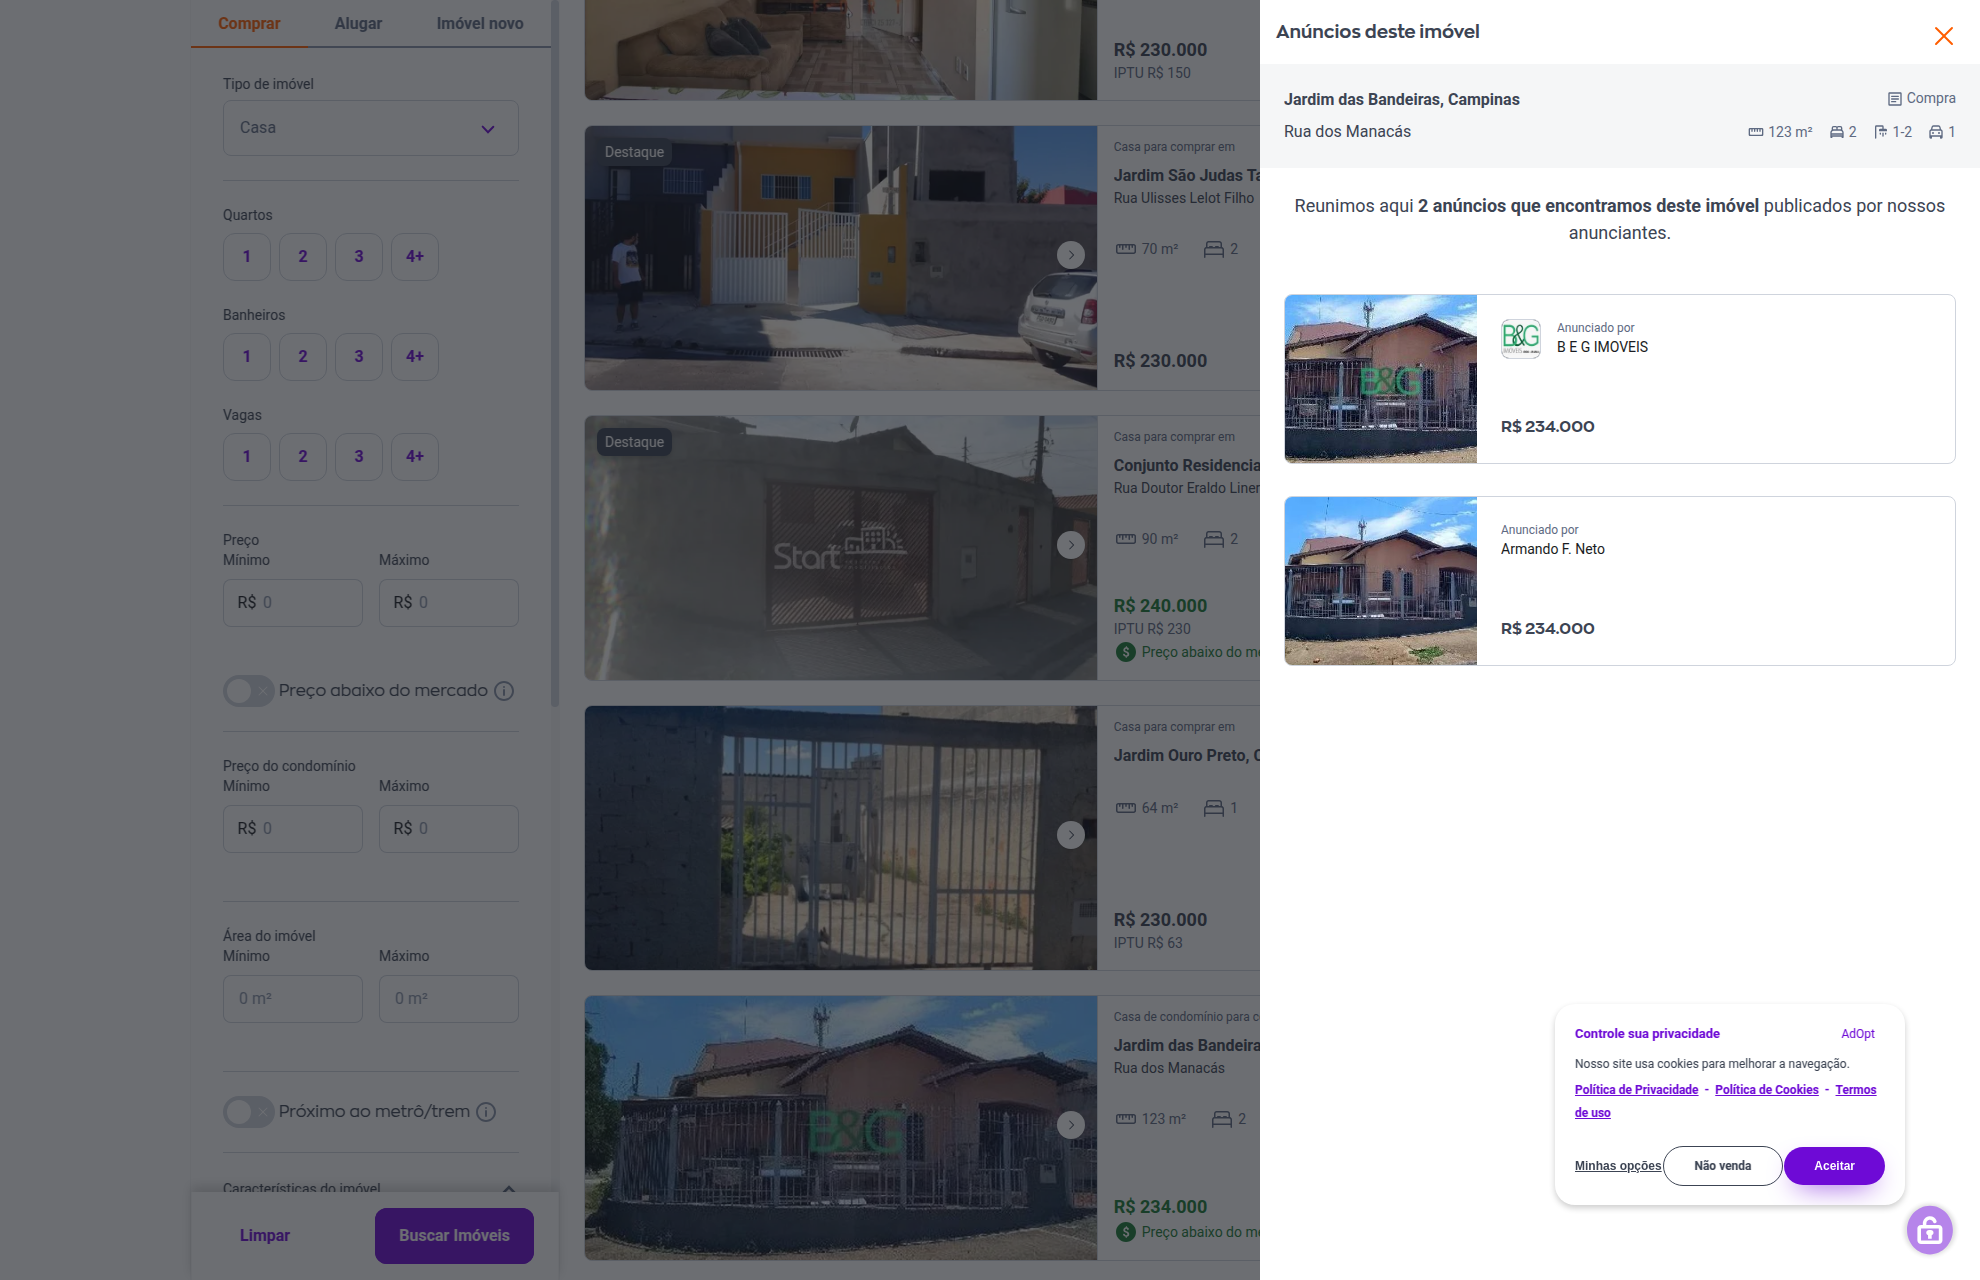 Comprar
Alugar
Imóvel novo
Tipo de imóvel
Casa
Quartos
1
2
3
4+
Banheiros
1
2
3
4+
Vagas
1
2
3
4+
Preço
Mínimo
Máximo
R$ 0
R$ 0
Preço abaixo do mercado
Preço do condomínio
Mínimo
Máximo
R$ 0
R$ 0
Área do imóvel
Mínimo
Máximo
0 m²
0 m²
Próximo ao metrô/trem
Características do imóvel
Limpar
Buscar Imóveis
R$ 230.000
IPTU R$ 150
Destaque
Casa para comprar em
Jardim São Judas Ta
Rua Ulisses Lelot Filho
70 m²
2
R$ 230.000
Destaque
Start
Casa para comprar em
Conjunto Residencia
Rua Doutor Eraldo Liner
90 m²
2
R$ 240.000
IPTU R$ 230
Preço abaixo do me
Casa para comprar em
Jardim Ouro Preto, C
64 m²
1
R$ 230.000
IPTU R$ 63
B&G
Casa de condomínio para c
Jardim das Bandeira
Rua dos Manacás
123 m²
2
R$ 234.000
Preço abaixo do me
Anúncios deste imóvel
Jardim das Bandeiras, Campinas
Compra
Rua dos Manacás
123 m²
2
1-2
1
Reunimos aqui 2 anúncios que encontramos deste imóvel publicados por nossos
anunciantes.
B&G
B&G
IMÓVEIS
Anunciado por
B E G IMOVEIS
R$ 234.000
Anunciado por
Armando F. Neto
R$ 234.000
Controle sua privacidade
AdOpt
Nosso site usa cookies para melhorar a navegação.
Política de Privacidade - Política de Cookies - Termos
de uso
Minhas opções
Não venda
Aceitar